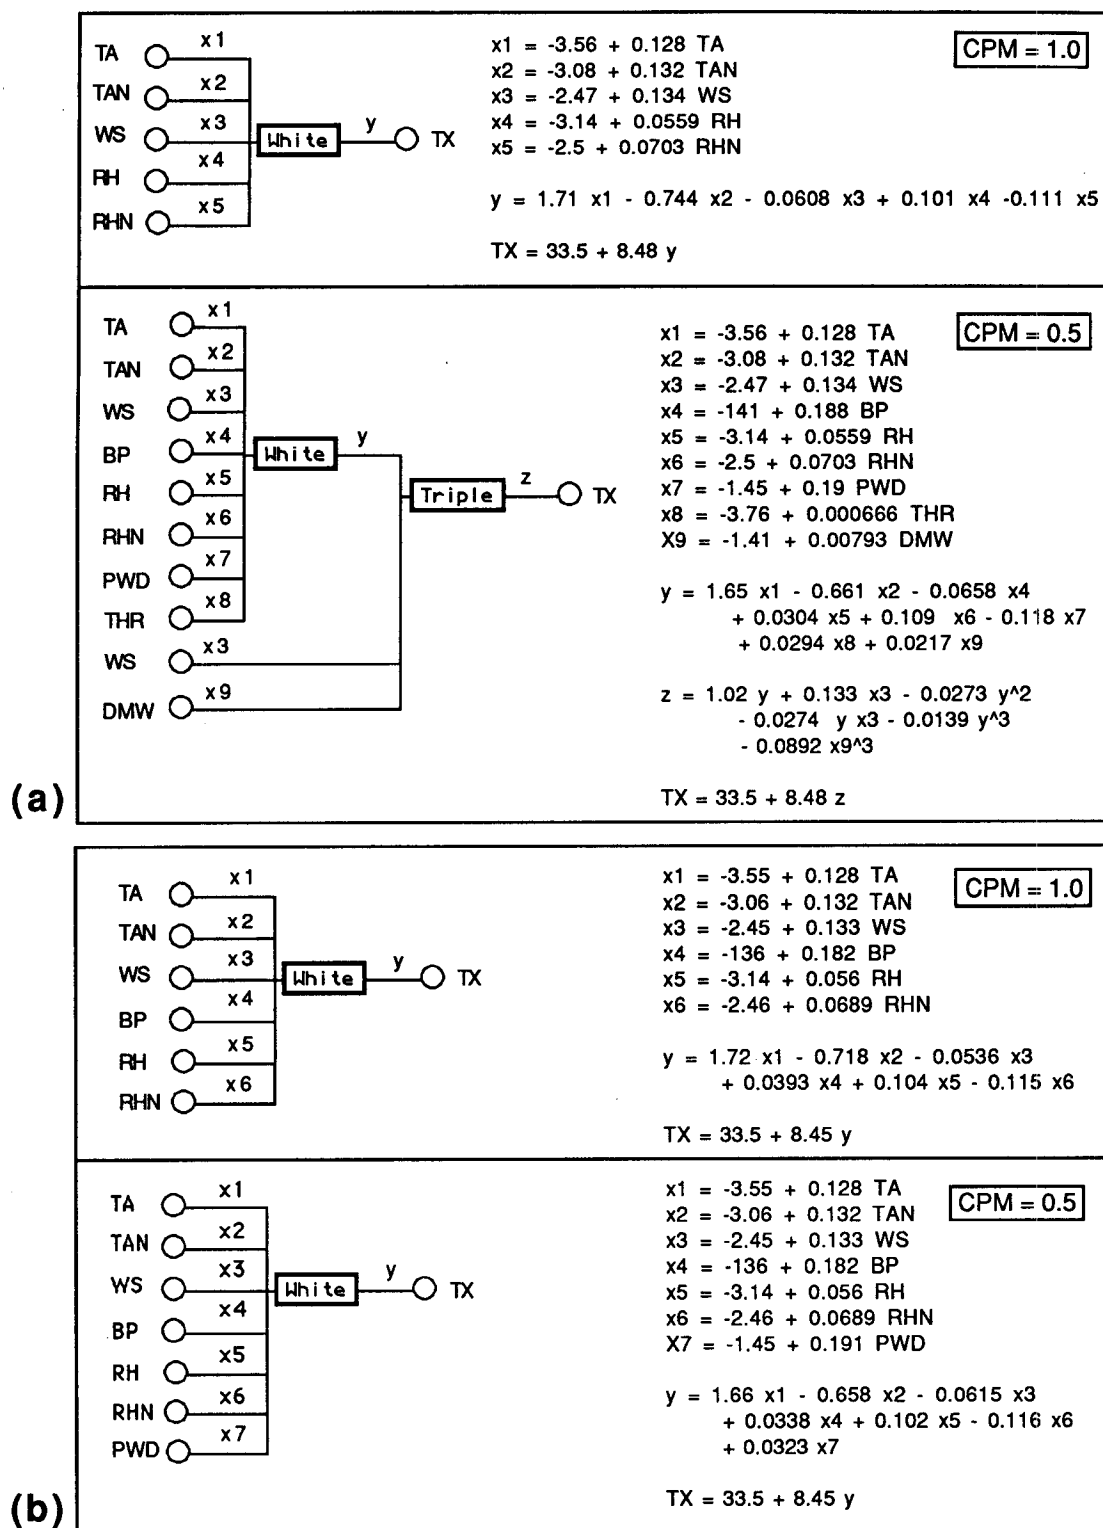 TA x1
TAN x2
WS x3
RH x4
RHN x5
White y TX
x1 = -3.56 + 0.128 TA
x2 = -3.08 + 0.132 TAN
x3 = -2.47 + 0.134 WS
x4 = -3.14 + 0.0559 RH
x5 = -2.5 + 0.0703 RHN
CPM = 1.0
y = 1.71 x1 - 0.744 x2 - 0.0608 x3 + 0.101 x4 -0.111 x5
TX = 33.5 + 8.48 y
TA x1
TAN x2
WS x3
BP x4
RH x5
RHN x6
PWD x7
THR x8
WS x3
DMW x9
White y
Triple z TX
x1 = -3.56 + 0.128 TA
x2 = -3.08 + 0.132 TAN
x3 = -2.47 + 0.134 WS
x4 = -141 + 0.188 BP
x5 = -3.14 + 0.0559 RH
x6 = -2.5 + 0.0703 RHN
x7 = -1.45 + 0.19 PWD
x8 = -3.76 + 0.000666 THR
X9 = -1.41 + 0.00793 DMW
CPM = 0.5
y = 1.65 x1 - 0.661 x2 - 0.0658 x4
+ 0.0304 x5 + 0.109 x6 - 0.118 x7
+ 0.0294 x8 + 0.0217 x9
z = 1.02 y + 0.133 x3 - 0.0273 y^2
- 0.0274 y x3 - 0.0139 y^3
- 0.0892 x9^3
TX = 33.5 + 8.48 z
(a)
TA x1
TAN x2
WS x3
BP x4
RH x5
RHN x6
White y TX
x1 = -3.55 + 0.128 TA
x2 = -3.06 + 0.132 TAN
x3 = -2.45 + 0.133 WS
x4 = -136 + 0.182 BP
x5 = -3.14 + 0.056 RH
x6 = -2.46 + 0.0689 RHN
CPM = 1.0
y = 1.72 x1 - 0.718 x2 - 0.0536 x3
+ 0.0393 x4 + 0.104 x5 - 0.115 x6
TX = 33.5 + 8.45 y
TA x1
TAN x2
WS x3
BP x4
RH x5
RHN x6
PWD x7
White y TX
x1 = -3.55 + 0.128 TA
x2 = -3.06 + 0.132 TAN
x3 = -2.45 + 0.133 WS
x4 = -136 + 0.182 BP
x5 = -3.14 + 0.056 RH
x6 = -2.46 + 0.0689 RHN
X7 = -1.45 + 0.191 PWD
CPM = 0.5
y = 1.66 x1 - 0.658 x2 - 0.0615 x3
+ 0.0338 x4 + 0.102 x5 - 0.116 x6
+ 0.0323 x7
TX = 33.5 + 8.45 y
(b)